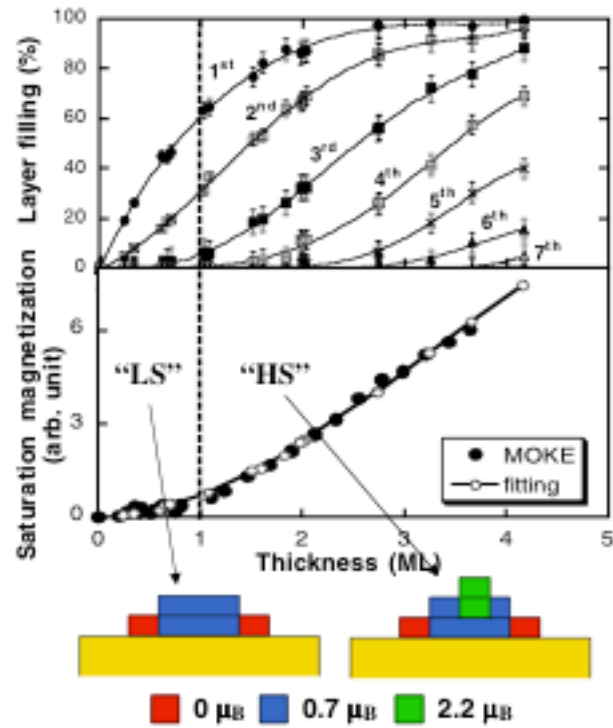 Layer filling (%)
100
80
60
40
20
0
1st
2nd
3rd
4th
5th
6th
7th
Saturation magnetization
(arb. unit)
6
3
0
“LS”
“HS”
MOKE
fitting
0 1 2 3 4 5
Thickness (ML)
0 μB 0.7 μB 2.2 μB